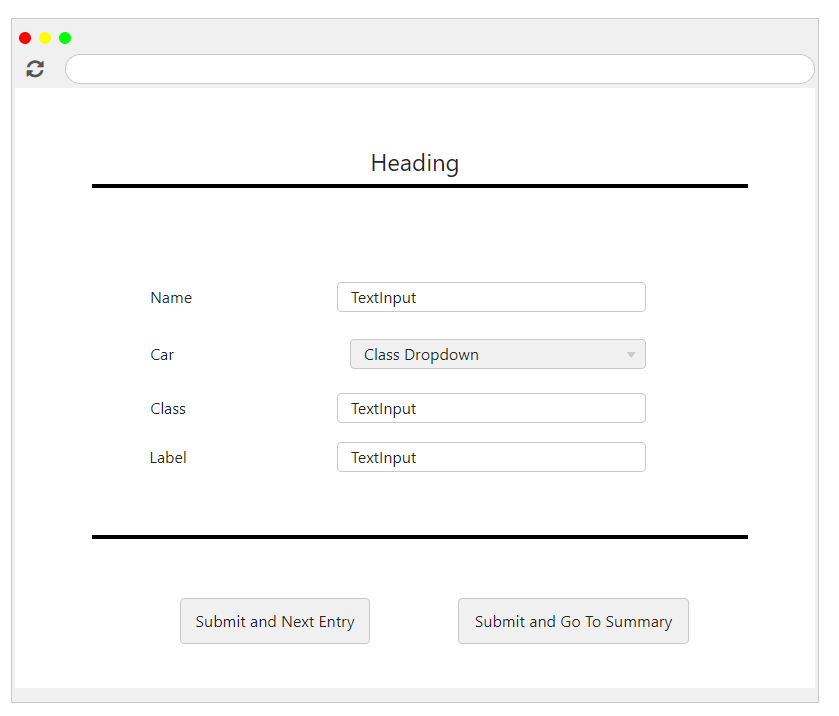 Heading
Name TextInput
Car Class Dropdown
Class TextInput
Label TextInput
Submit and Next Entry Submit and Go To Summary